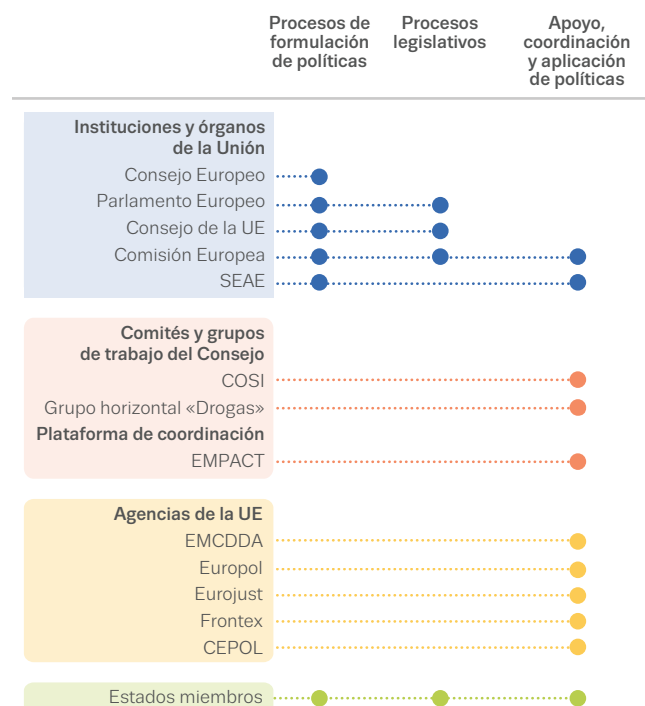 Procesos de
formulación
de políticas
Procesos
legislativos
Apoyo,
coordinación
y aplicación
de políticas
Instituciones y órganos
de la Unión
Consejo Europeo
Parlamento Europeo
Consejo de la UE
Comisión Europea
SEAE
Comités y grupos
de trabajo del Consejo
COSI
Grupo horizontal «Drogas»
Plataforma de coordinación
EMPACT
Agencias de la UE
EMCDDA
Europol
Eurojust
Frontex
CEPOL
Estados miembros